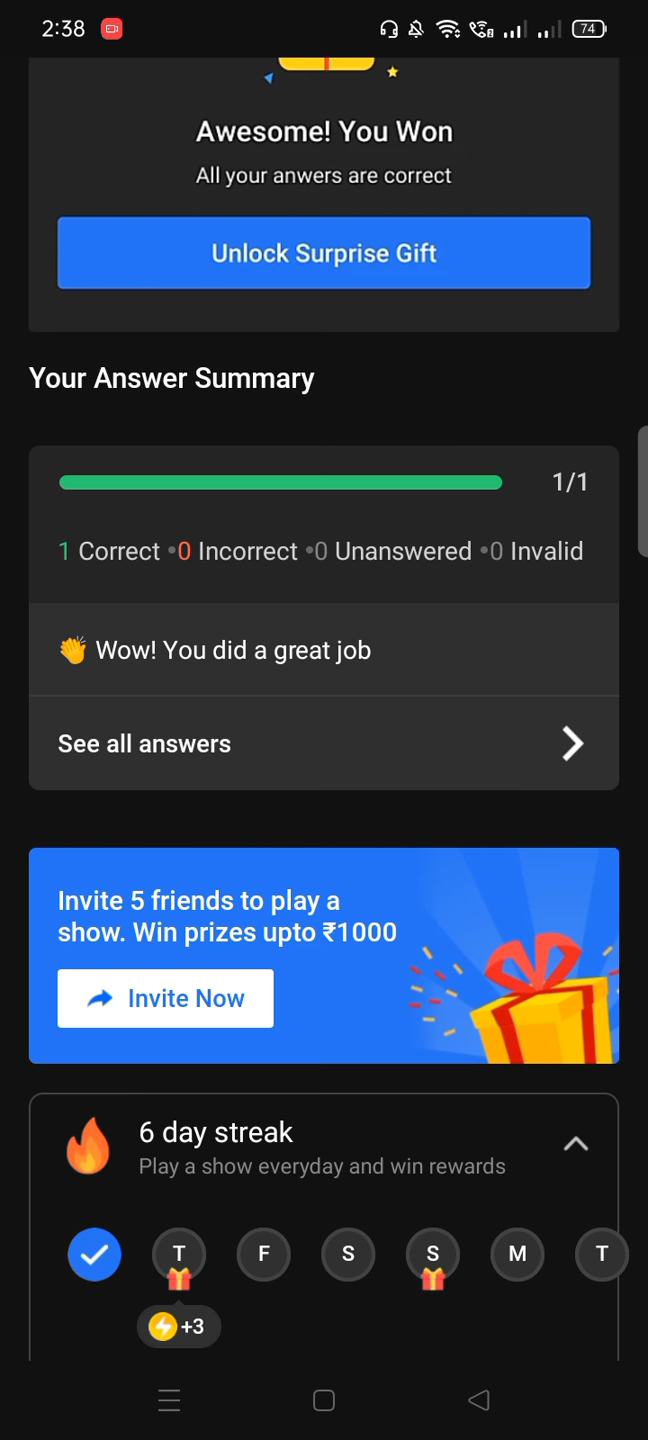 2:38
74
Awesome! You Won
All your anwers are correct
Unlock Surprise Gift
Your Answer Summary
1/1
1 Correct •0 Incorrect •0 Unanswered •0 Invalid
👏 Wow! You did a great job
See all answers
Invite 5 friends to play a
show. Win prizes upto ₹1000
Invite Now
6 day streak
Play a show everyday and win rewards
T F S S M T
+3